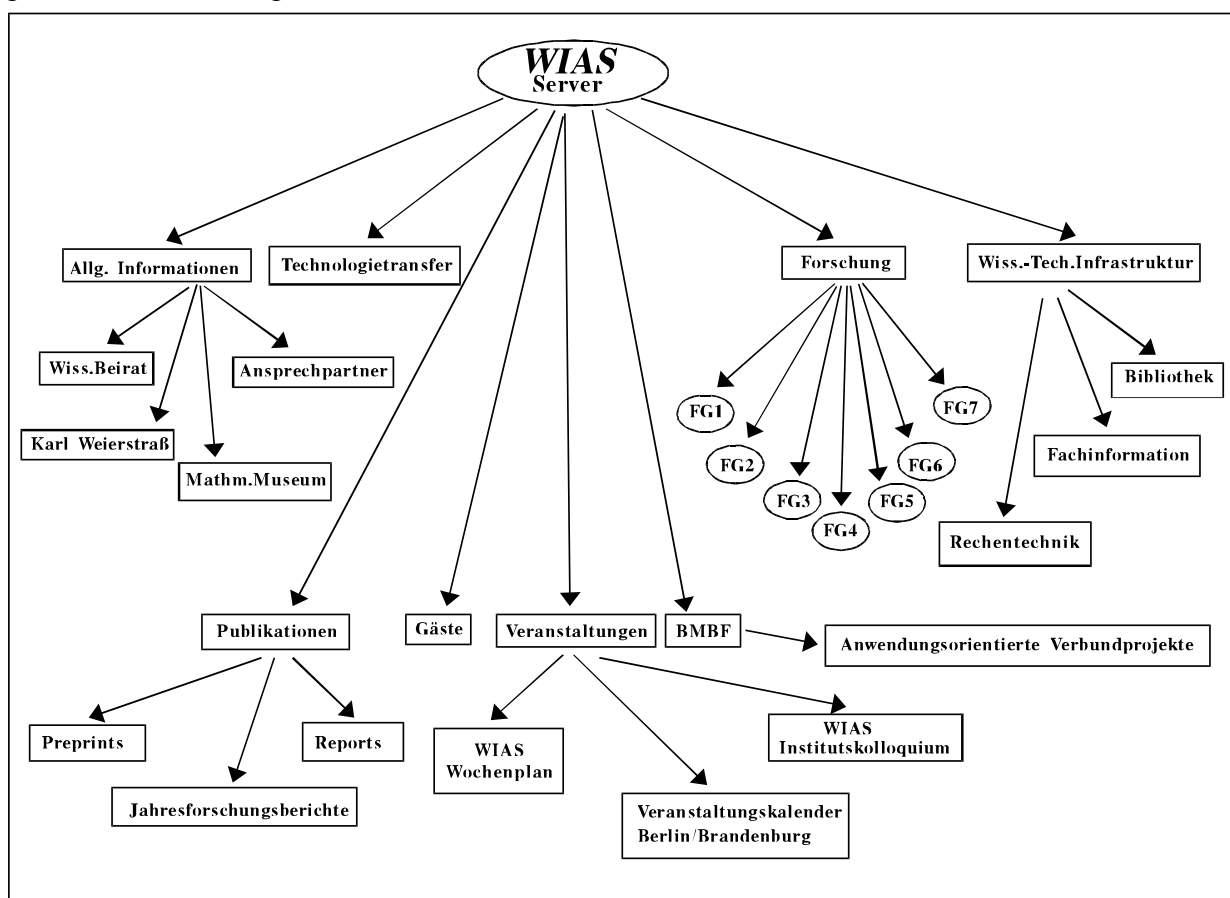 WIAS
Server
Allg. Informationen
Technologietransfer
Forschung
Wiss.-Tech.Infrastruktur
Wiss.Beirat
Ansprechpartner
Karl Weierstraß
Mathm.Museum
FG1
FG2
FG3
FG4
FG5
FG6
FG7
Bibliothek
Fachinformation
Rechentechnik
Publikationen
Gäste
Veranstaltungen
BMBF
Anwendungsorientierte Verbundprojekte
Preprints
Reports
Jahresforschungsberichte
WIAS
Wochenplan
WIAS
Institutskolloquium
Veranstaltungskalender
Berlin/Brandenburg